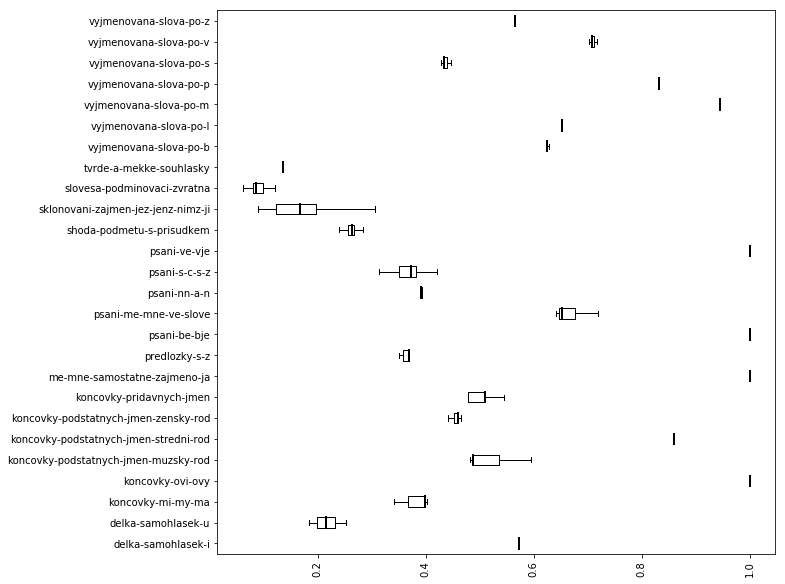 vyjmenovana-slova-po-z
vyjmenovana-slova-po-v
vyjmenovana-slova-po-s
vyjmenovana-slova-po-p
vyjmenovana-slova-po-m
vyjmenovana-slova-po-l
vyjmenovana-slova-po-b
tvrde-a-mekke-souhlasky
slovesa-podminovaci-zvratna
sklonovani-zajmen-jez-jenz-nimz-ji
shoda-podmetu-s-prisudkem
psani-ve-vje
psani-s-c-s-z
psani-nn-a-n
psani-me-mne-ve-slove
psani-be-bje
predlozky-s-z
me-mne-samostatne-zajmeno-ja
koncovky-pridavnych-jmen
koncovky-podstatnych-jmen-zensky-rod
koncovky-podstatnych-jmen-stredni-rod
koncovky-podstatnych-jmen-muzsky-rod
koncovky-ovi-ovy
koncovky-mi-my-ma
delka-samohlasek-u
delka-samohlasek-i
0.2 0.4 0.6 0.8 1.0